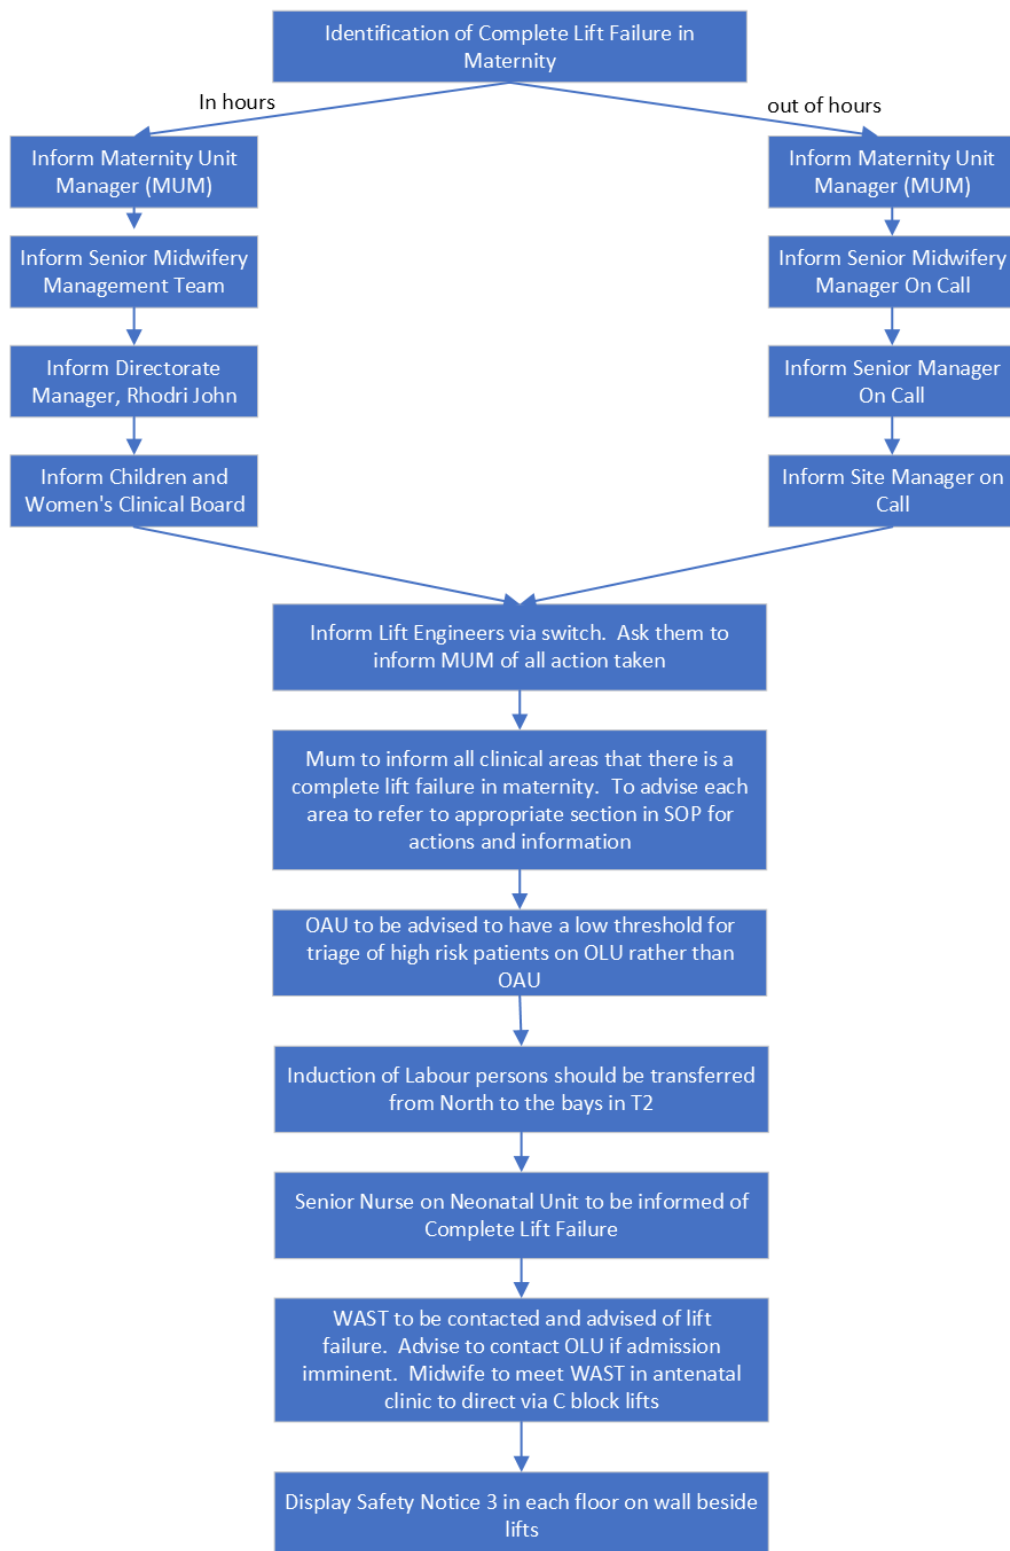 Identification of Complete Lift Failure in
Maternity
In hours
out of hours
Inform Maternity Unit
Manager (MUM)
Inform Senior Midwifery
Management Team
Inform Directorate
Manager, Rhodri John
Inform Children and
Women's Clinical Board
Inform Maternity Unit
Manager (MUM)
Inform Senior Midwifery
Manager On Call
Inform Senior Manager
On Call
Inform Site Manager on
Call
Inform Lift Engineers via switch.  Ask them to
inform MUM of all action taken
Mum to inform all clinical areas that there is a
complete lift failure in maternity.  To advise each
area to refer to appropriate section in SOP for
actions and information
OAU to be advised to have a low threshold for
triage of high risk patients on OLU rather than
OAU
Induction of Labour persons should be transferred
from North to the bays in T2
Senior Nurse on Neonatal Unit to be informed of
Complete Lift Failure
WAST to be contacted and advised of lift
failure.  Advise to contact OLU if admission
imminent.  Midwife to meet WAST in antenatal
clinic to direct via C block lifts
Display Safety Notice 3 in each floor on wall beside
lifts